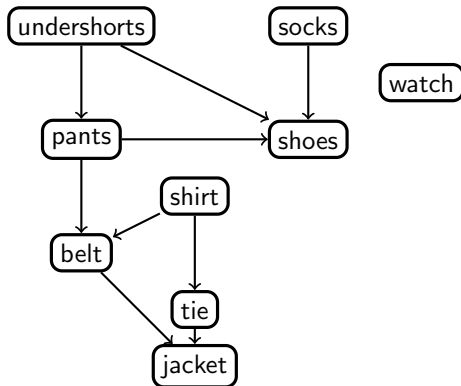 undershorts
socks
watch
pants
shoes
shirt
belt
tie
jacket